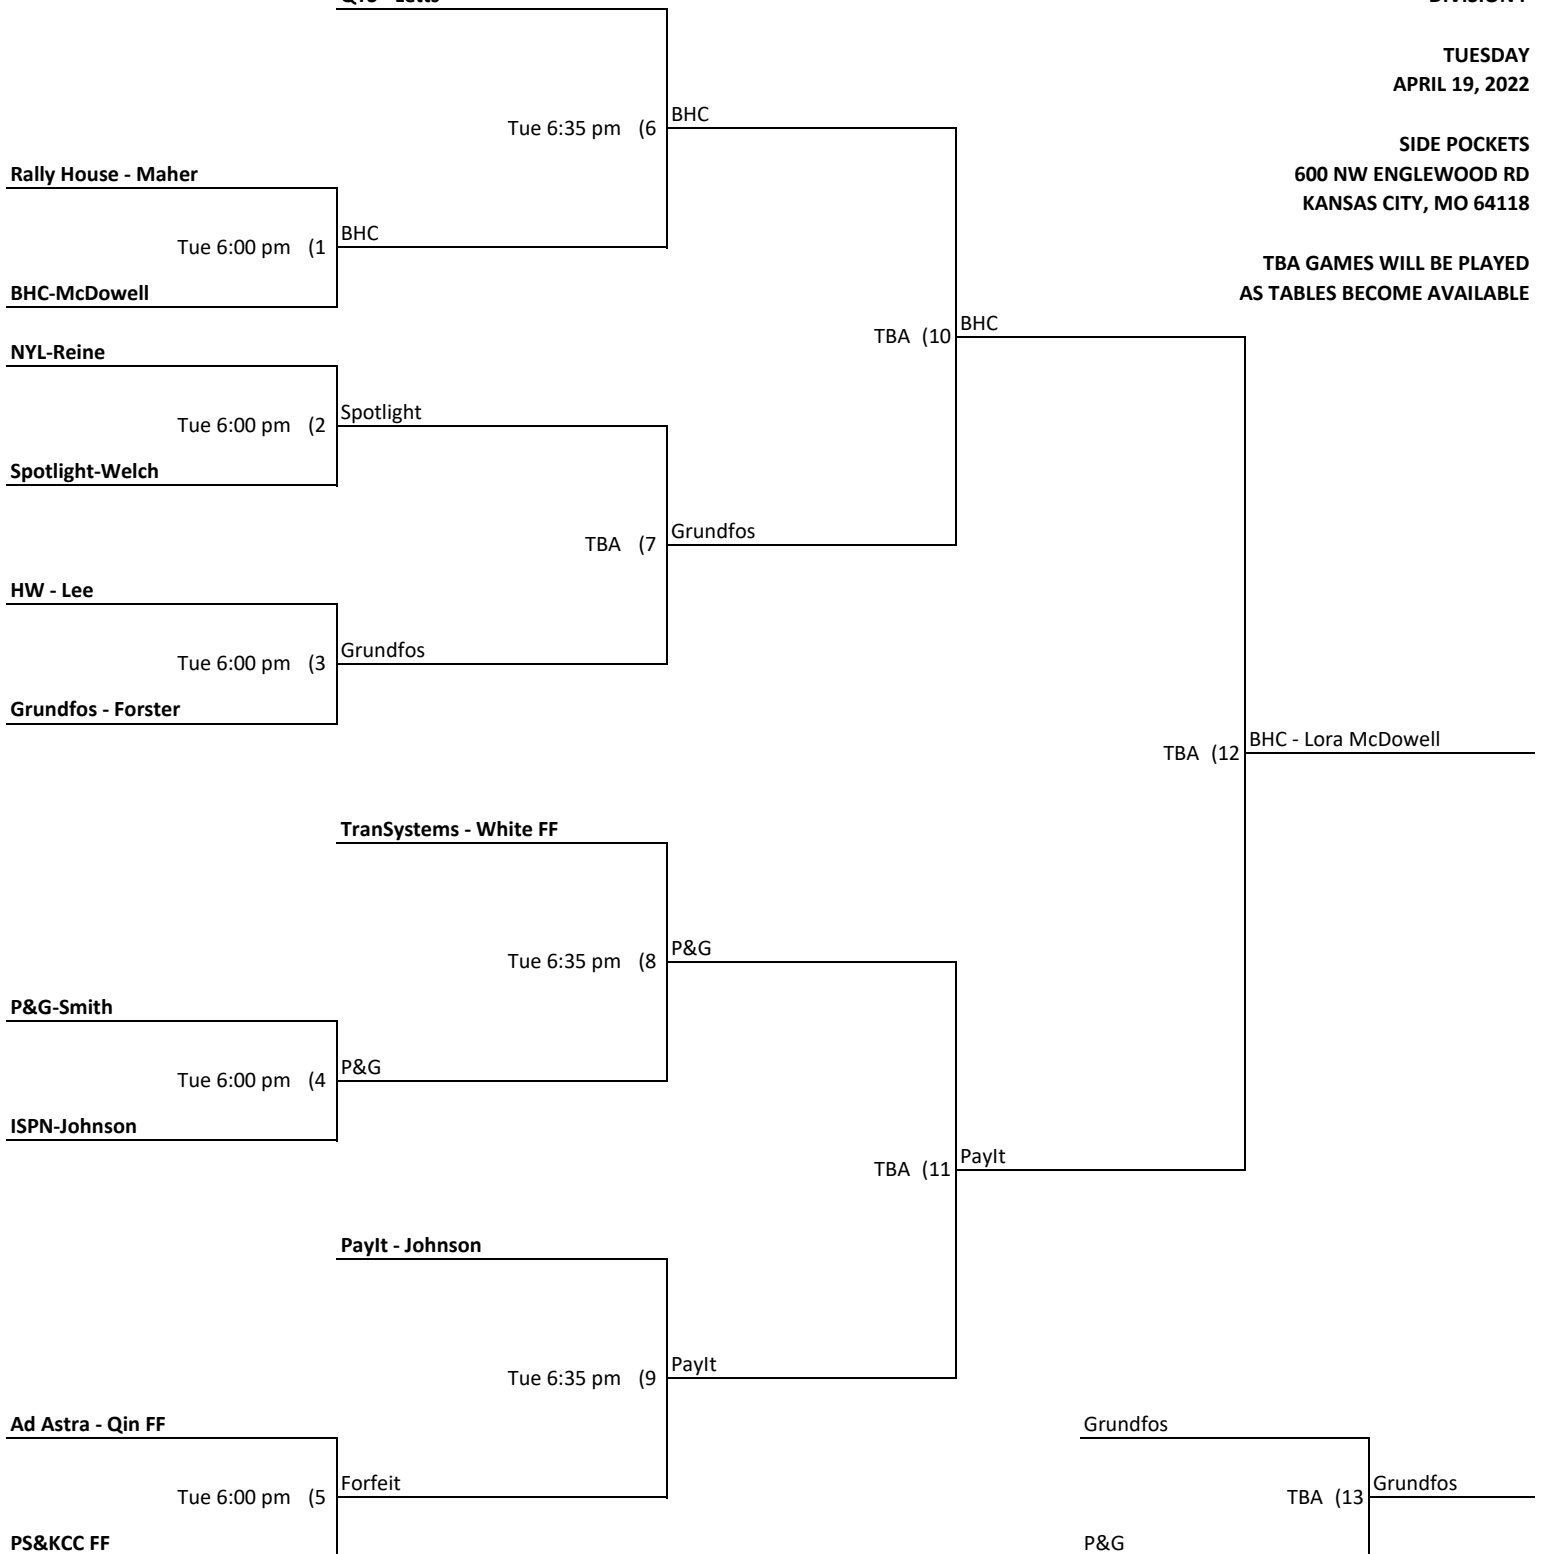 TUESDAY
APRIL 19, 2022
SIDE POCKETS
600 NW ENGLEWOOD RD
KANSAS CITY, MO 64118
TBA GAMES WILL BE PLAYED
AS TABLES BECOME AVAILABLE
Tue 6:35 pm (6
BHC
Rally House - Maher
Tue 6:00 pm (1
BHC
BHC-McDowell
TBA (10
BHC
NYL-Reine
Tue 6:00 pm (2
Spotlight
Spotlight-Welch
TBA (7
Grundfos
HW - Lee
Tue 6:00 pm (3
Grundfos
Grundfos - Forster
TBA (12
BHC - Lora McDowell
TranSystems - White FF
Tue 6:35 pm (8
P&G
P&G-Smith
Tue 6:00 pm (4
P&G
ISPN-Johnson
TBA (11
PayIt
PayIt - Johnson
Tue 6:35 pm (9
PayIt
Ad Astra - Qin FF
Tue 6:00 pm (5
Forfeit
PS&KCC FF
Grundfos
TBA (13
Grundfos
P&G